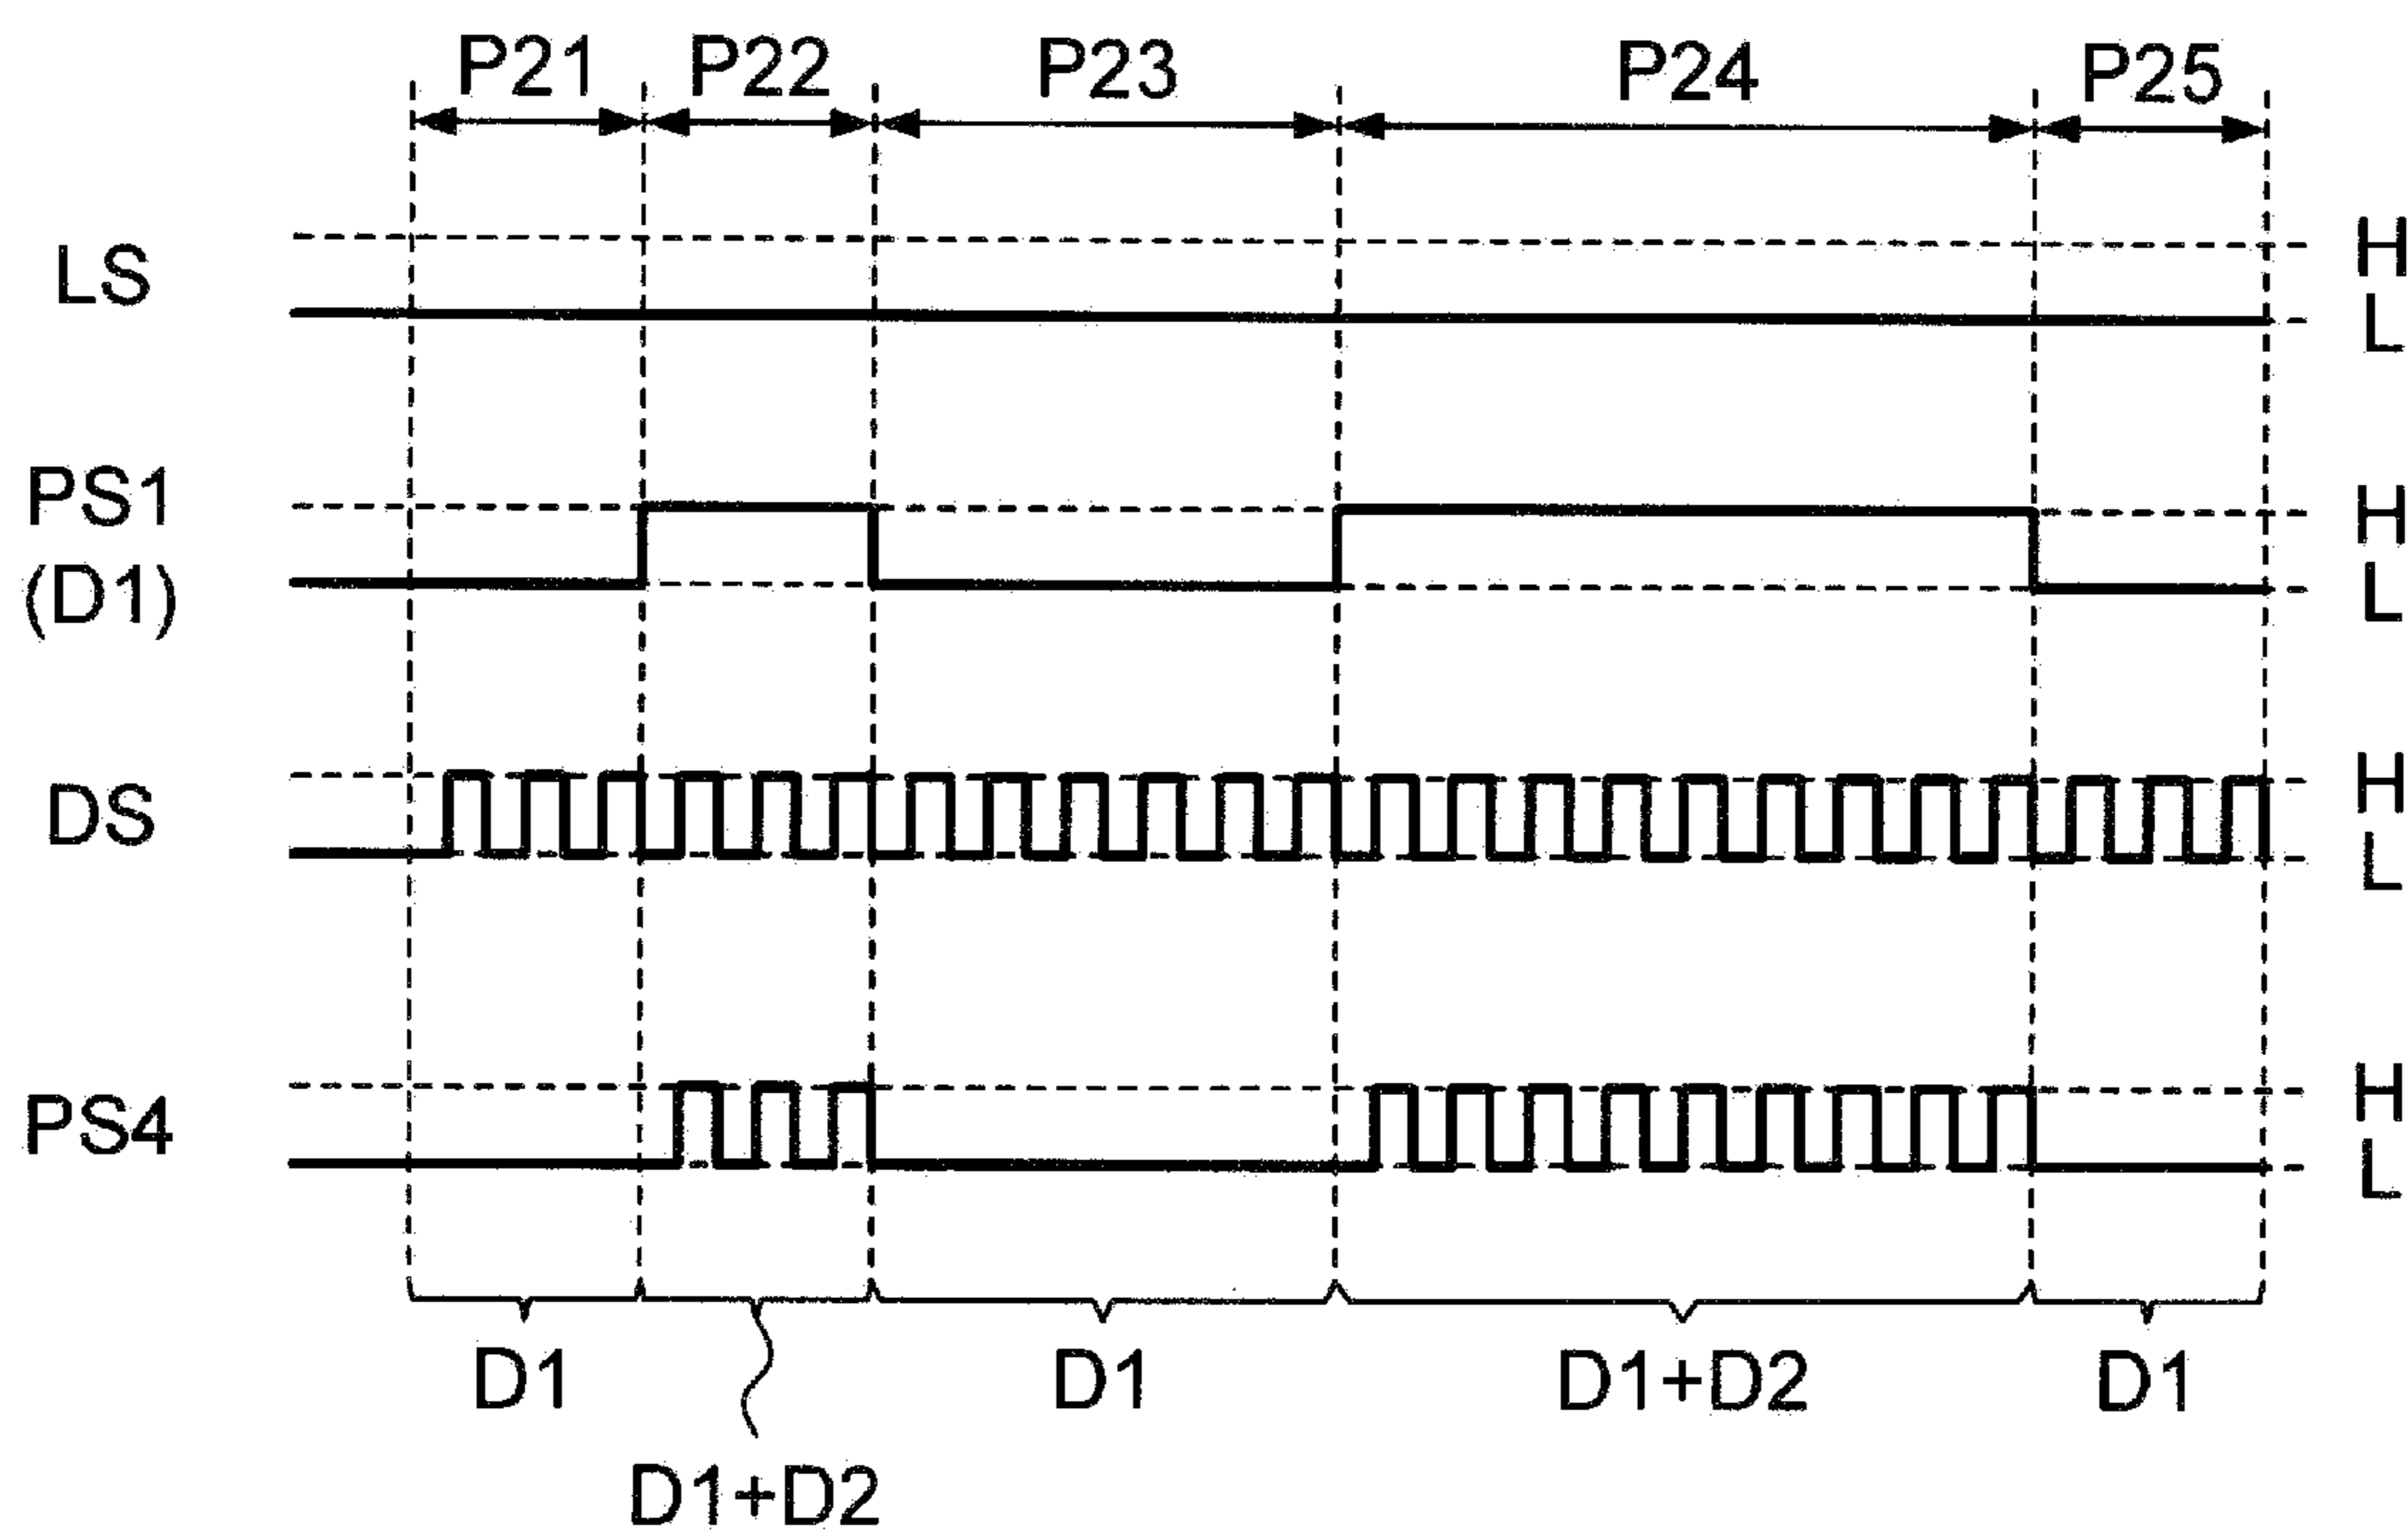 P21 P22 P23 P24 P25
LS H
L
PS1 H
(D1) L
DS H
L
PS4 H
L
D1 D1 D1+D2 D1
D1+D2